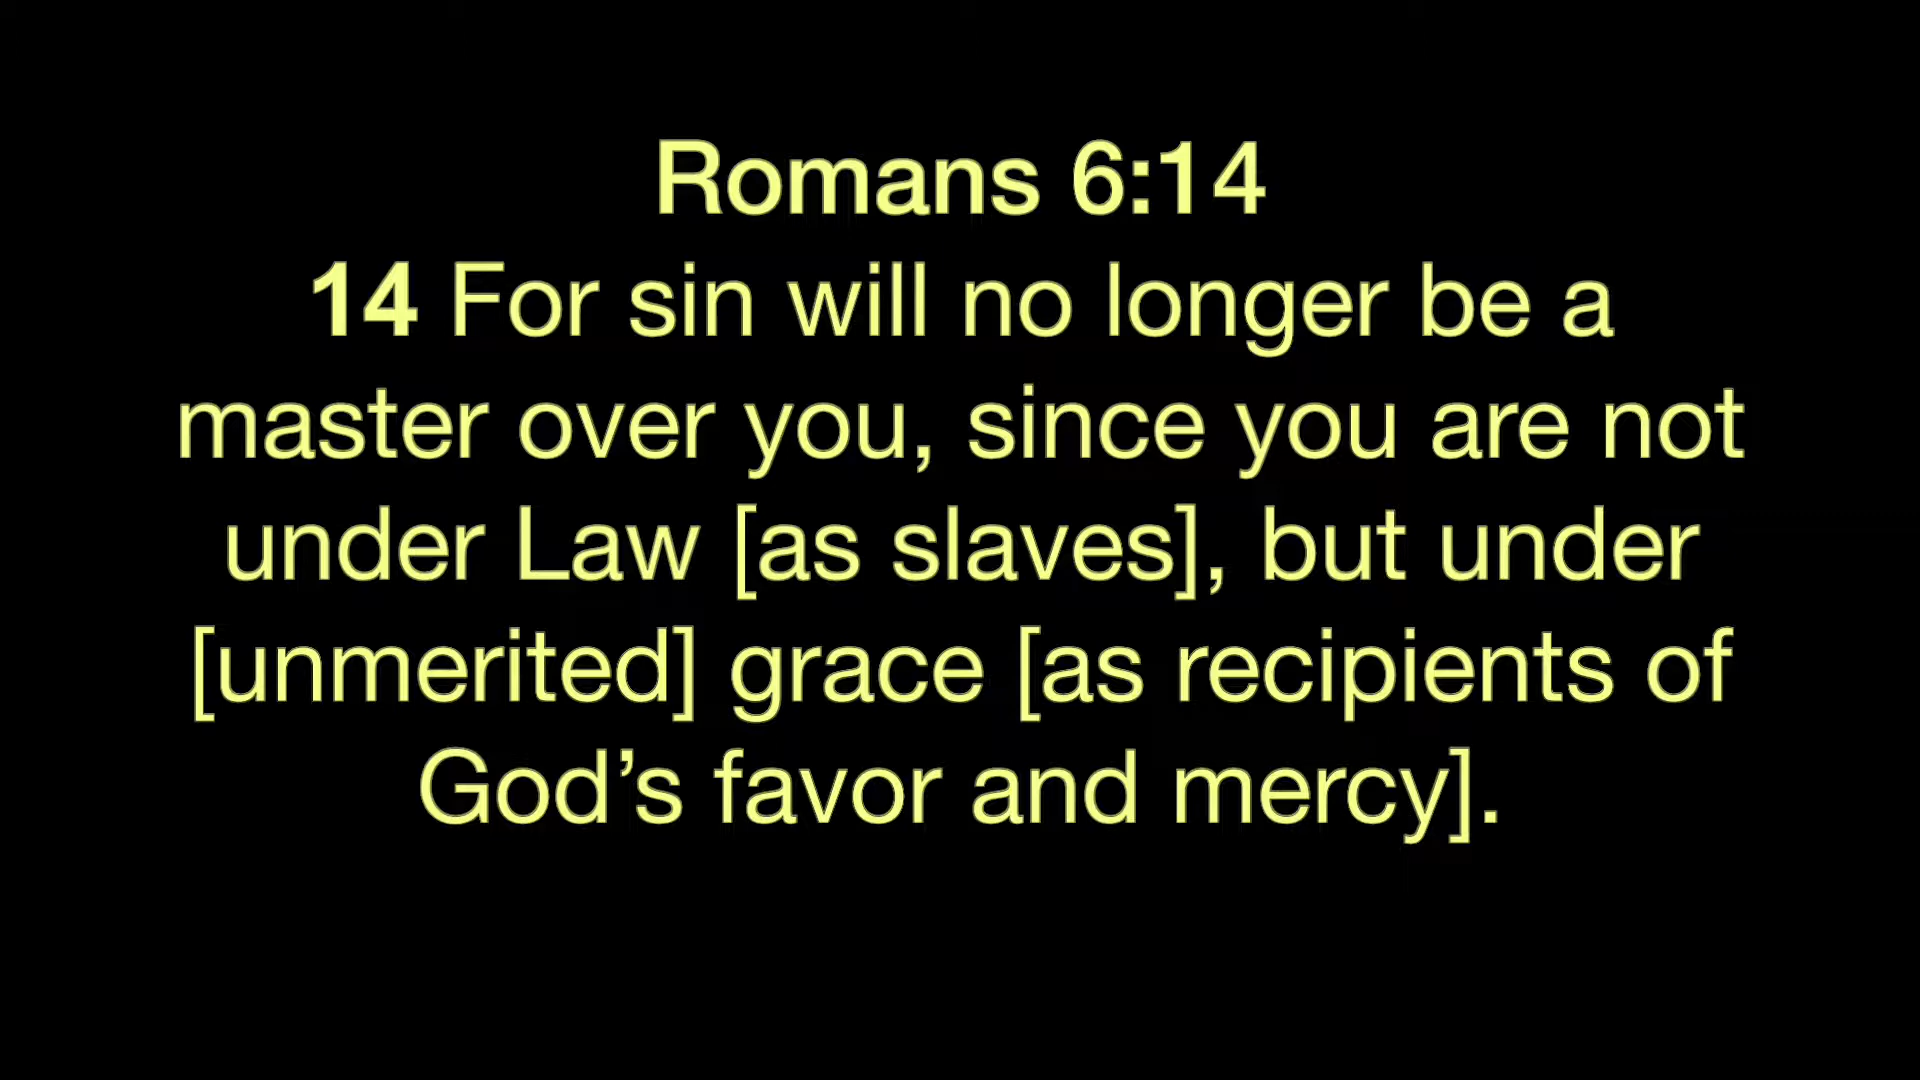 Romans 6:14
14 For sin will no longer be a
master over you, since you are not
under Law [as slaves], but under
[unmerited] grace [as recipients of
God’s favor and mercy].